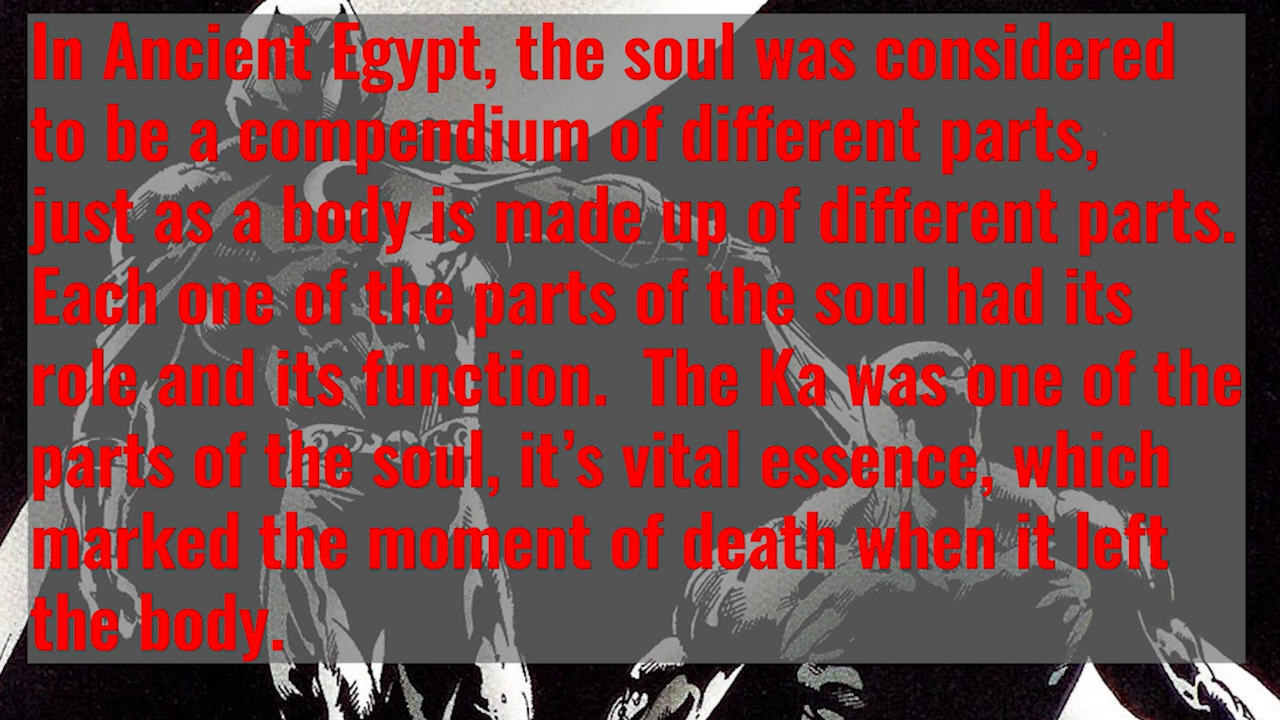 In Ancient Egypt, the soul was considered
to be a compendium of different parts,
just as a body is made up of different parts.
Each one of the parts of the soul had its
role and its function.  The Ka was one of the
parts of the soul, it’s vital essence, which
marked the moment of death when it left
the body.